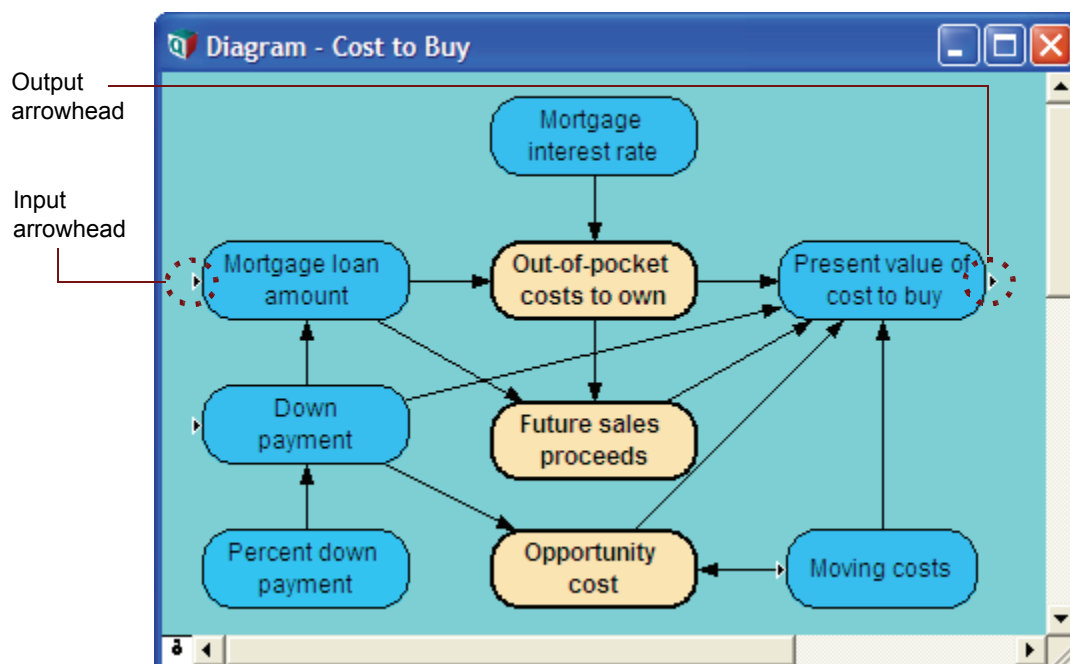 Diagram - Cost to Buy
Output
arrowhead
Input
arrowhead
Mortgage
interest rate
Mortgage loan
amount
Out-of-pocket
costs to own
Present value of
cost to buy
Down
payment
Future sales
proceeds
Percent down
payment
Opportunity
cost
Moving costs